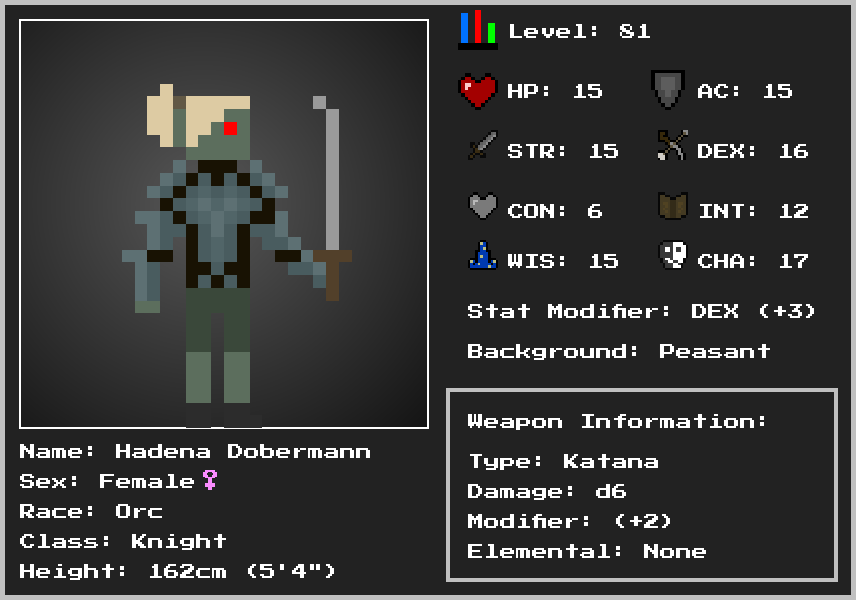 Level: 81
HP: 15
AC: 15
STR: 15
DEX: 16
CON: 6
INT: 12
WIS: 15
CHA: 17
Stat Modifier: DEX (+3)
Background: Peasant
Weapon Information:
Type: Katana
Damage: d6
Modifier: (+2)
Elemental: None
Name: Hadena Dobermann
Sex: Female♀
Race: Orc
Class: Knight
Height: 162cm (5'4")